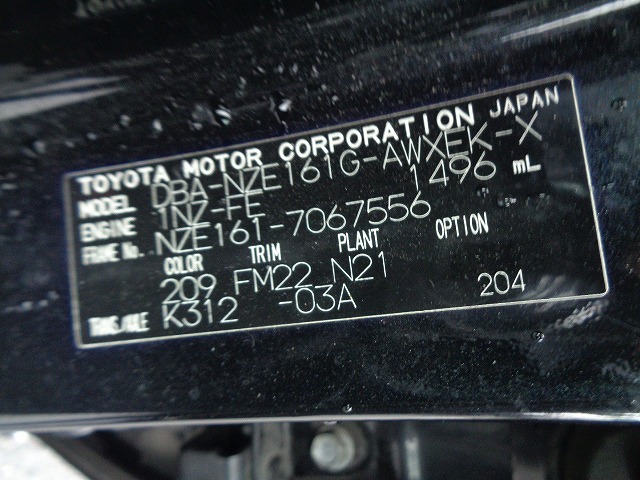 TOYOTA MOTOR CORPORATION JAPAN
MODEL DBA-NZE161G-AWXEK-X
ENGINE 1NZ-FE 1496 mL
FRAME No. NZE161-7067556
COLOR TRIM PLANT OPTION
209 FM22 N21
TRANS/AXLE K312 -03A 204